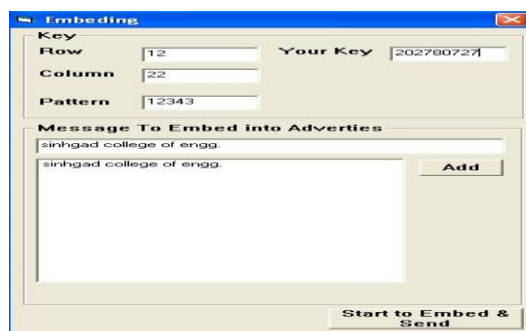 Embeding
Key
Row 12 Your Key 202780727
Column 22
Pattern 12343
Message To Embed into Adverties
sinhgad college of engg.
sinhgad college of engg.
Add
Start to Embed &
Send